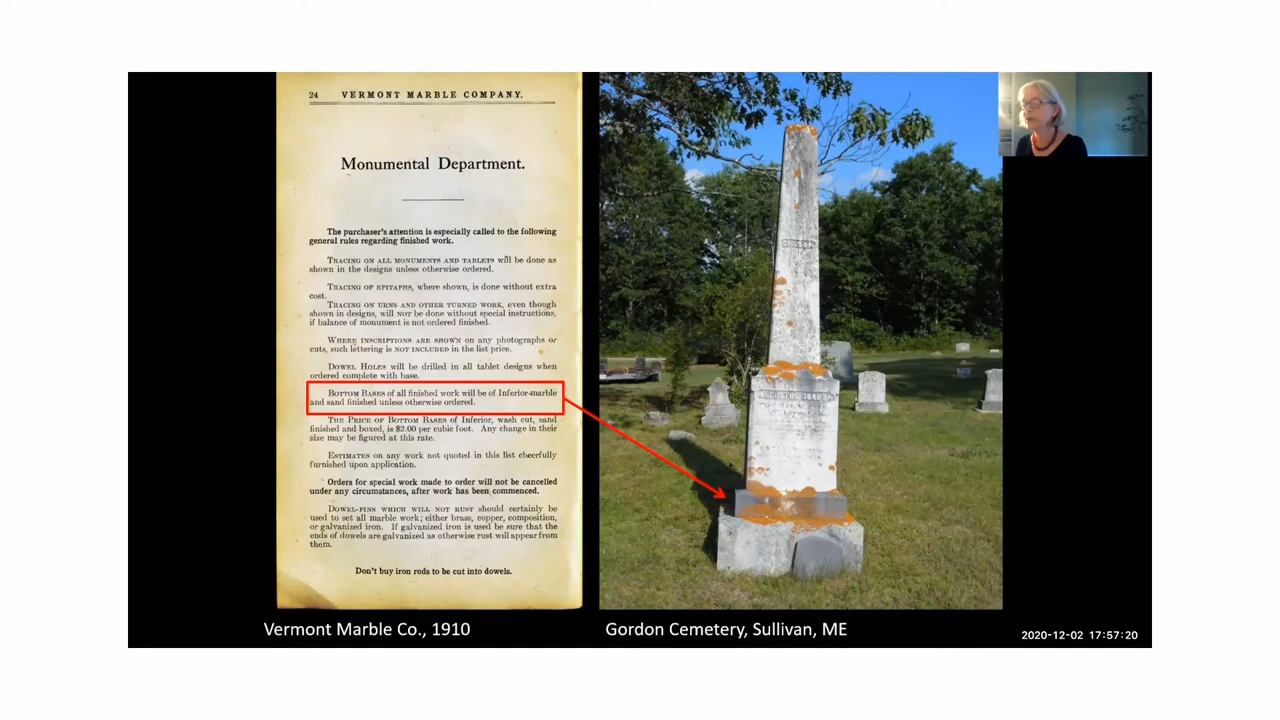 24 VERMONT MARBLE COMPANY.
Monumental Department.
The purchaser's attention is especially called to the following
general rules regarding finished work.
TRACING ON ALL MONUMENTS AND TABLETS will be done as
shown in the designs unless otherwise ordered.
TRACING OF EPITAPHS, where shown, is done without extra
cost.
TRACING ON URNS AND OTHER TURNED WORK, even though
shown in designs, will NOT be done without special instructions,
if balance of monument is not ordered finished.
WHERE INSCRIPTIONS ARE SHOWN on any photographs or
cuts, such lettering is NOT INCLUDED in the list price.
DOWEL HOLES will be drilled in all tablet designs when
ordered complete with base.
BOTTOM BASES of all finished work will be of Inferior marble
and sand finished unless otherwise ordered.
THE PRICE OF BOTTOM BASES of Inferior, wash cut, sand
finished and boxed, is $2.00 per cubic foot. Any change in their
size may be figured at this rate.
ESTIMATES on any work not quoted in this list cheerfully
furnished upon application.
Orders for special work made to order will not be cancelled
under any circumstances, after work has been commenced.
DOWEL-PINS WHICH WILL NOT RUST should certainly be
used to set all marble work; either brass, copper, composition,
or galvanized iron. If galvanized iron is used be sure that the
ends of dowels are galvanized as otherwise rust will appear from
them.
Don't buy iron rods to be cut into dowels.
Vermont Marble Co., 1910
Gordon Cemetery, Sullivan, ME
2020-12-02 17:57:20